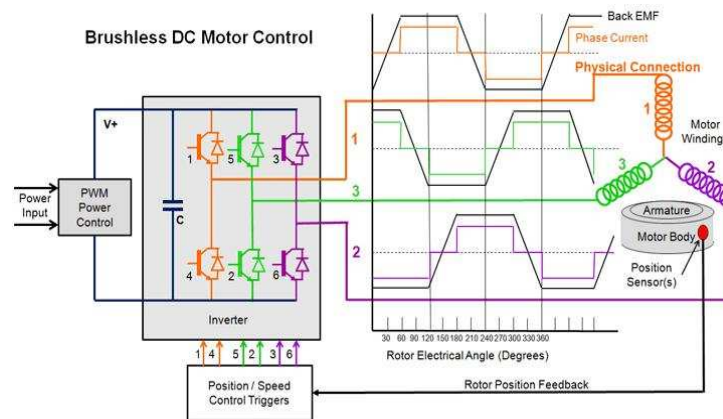 Brushless DC Motor Control
Back EMF
Phase Current
Physical Connection
V+
1
5
3
1
1
Motor
Winding
3
2
PWM
Power
Control
Power
Input
C
3
4
2
6
2
Armature
Motor Body
Position
Sensor(s)
Inverter
30 60 90 120 150 180 210 240 270 300 330 360
Rotor Electrical Angle (Degrees)
1 4 5 2 3 6
Position / Speed
Control Triggers
Rotor Position Feedback